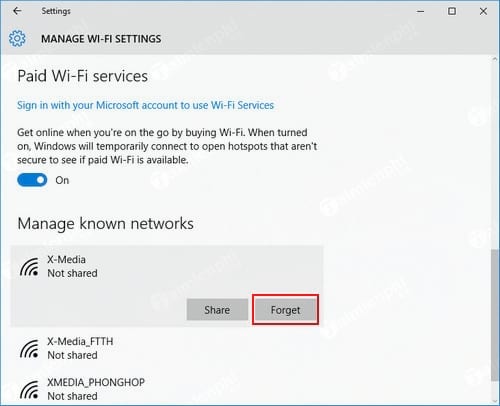 Settings
MANAGE WI-FI SETTINGS
Paid Wi-Fi services
Sign in with your Microsoft account to use Wi-Fi Services
Get online when you're on the go by buying Wi-Fi. When turned
on, Windows will temporarily connect to open hotspots that aren't
secure to see if paid Wi-Fi is available.
On
Manage known networks
X-Media
Not shared
Share
Forget
X-Media_FTTH
Not shared
XMEDIA_PHONGHOP
Not shared